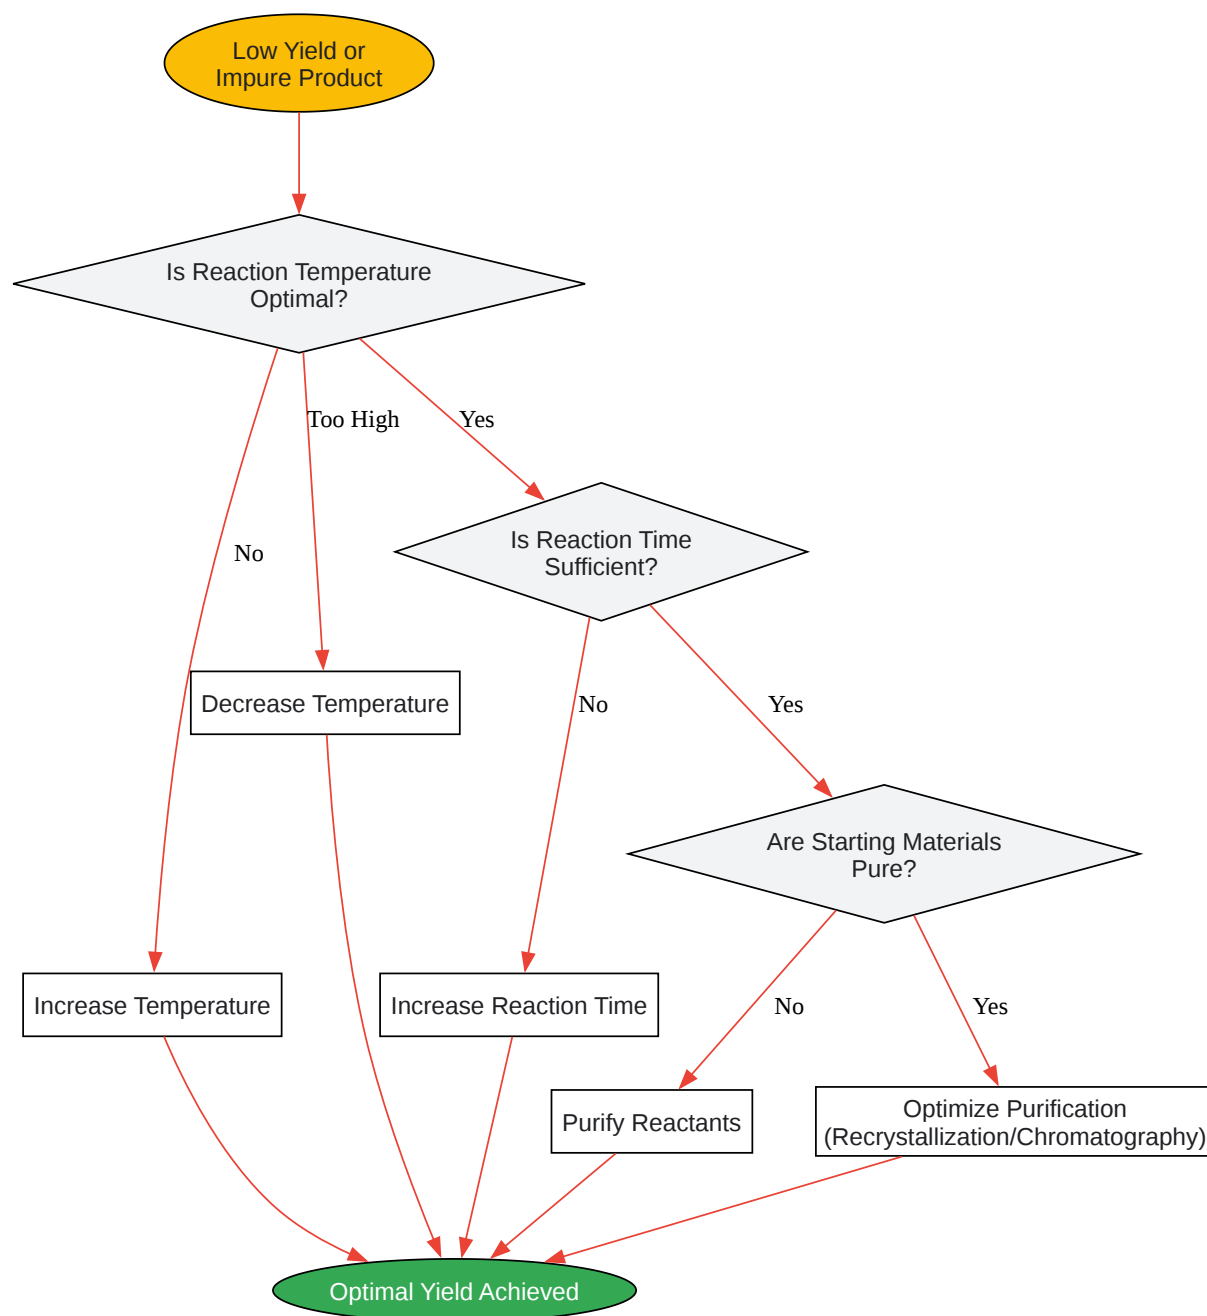 Low Yield or
Impure Product
Is Reaction Temperature
Optimal?
Too High
Yes
Is Reaction Time
Sufficient?
No
Decrease Temperature
No
Yes
Are Starting Materials
Pure?
Increase Temperature
Increase Reaction Time
No
Yes
Purify Reactants
Optimize Purification
(Recrystallization/Chromatography)
Optimal Yield Achieved